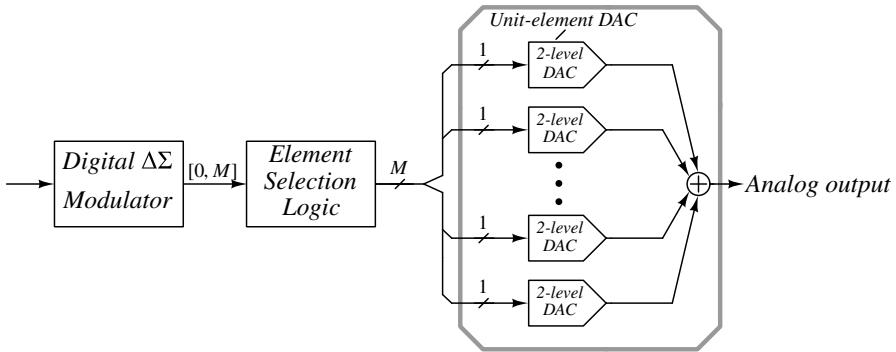 Unit-element DAC
1
2-level
DAC
1
2-level
DAC
Digital ΔΣ
Modulator
[0, M]
Element
Selection
Logic
M
Analog output
1
2-level
DAC
1
2-level
DAC